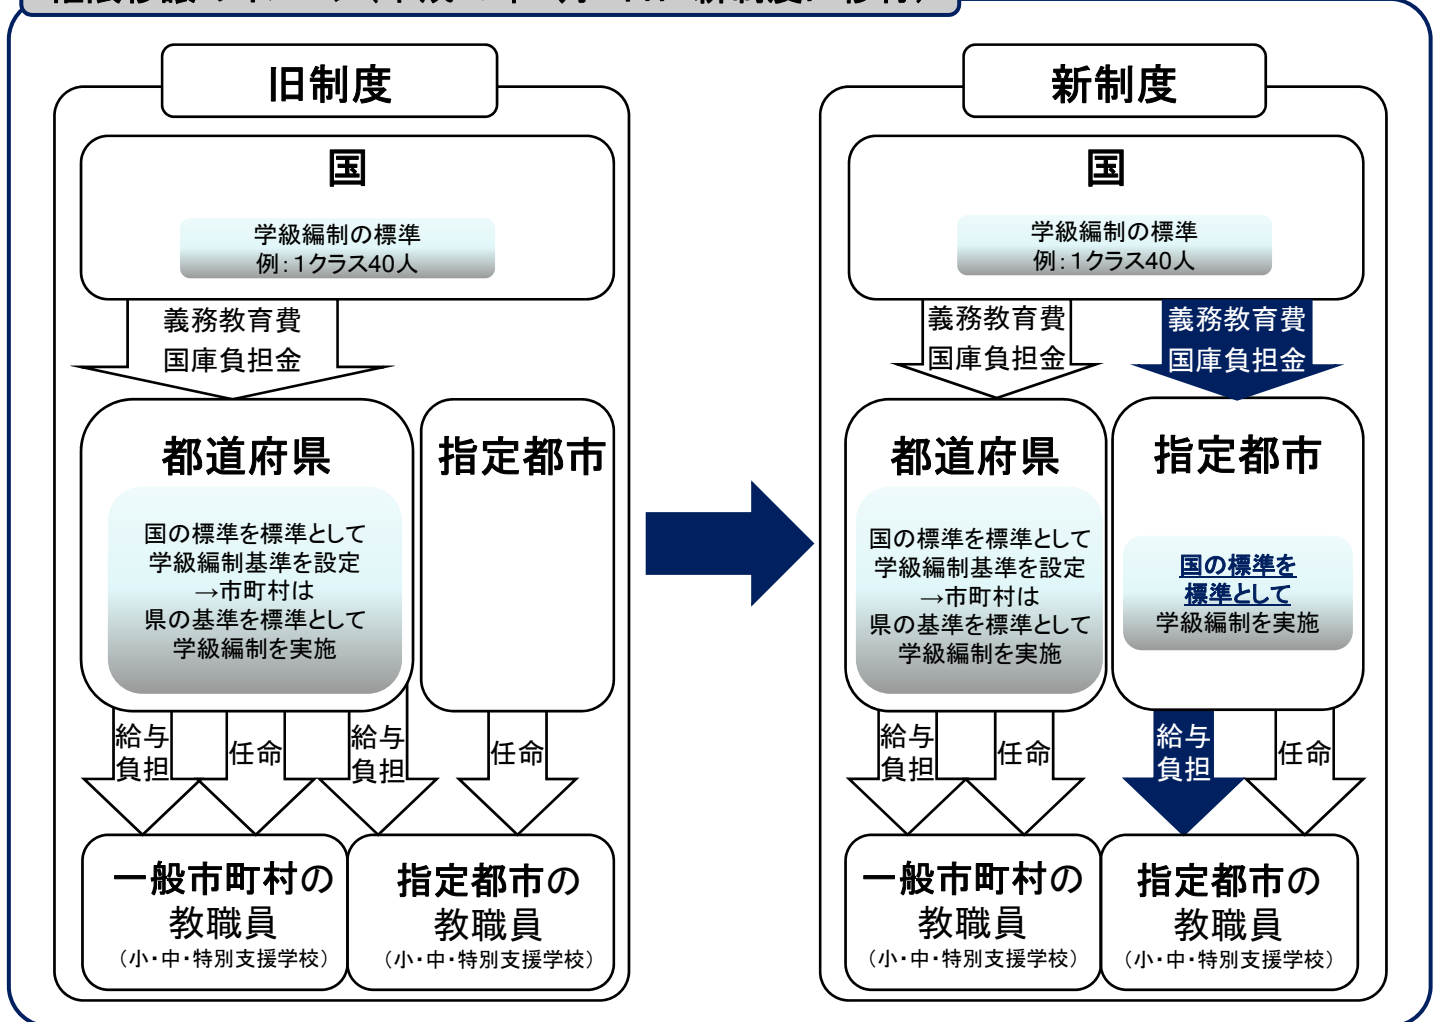 旧制度
国
学級編制の標準
例：1クラス40人
義務教育費
国庫負担金
都道府県
国の標準を標準として
学級編制基準を設定
→市町村は
県の基準を標準として
学級編制を実施
指定都市
給与
負担
任命
給与
負担
任命
一般市町村の
教職員
（小・中・特別支援学校）
指定都市の
教職員
（小・中・特別支援学校）
新制度
国
学級編制の標準
例：1クラス40人
義務教育費
国庫負担金
義務教育費
国庫負担金
都道府県
国の標準を標準として
学級編制基準を設定
→市町村は
県の基準を標準として
学級編制を実施
指定都市
国の標準を
標準として
学級編制を実施
給与
負担
任命
給与
負担
任命
一般市町村の
教職員
（小・中・特別支援学校）
指定都市の
教職員
（小・中・特別支援学校）